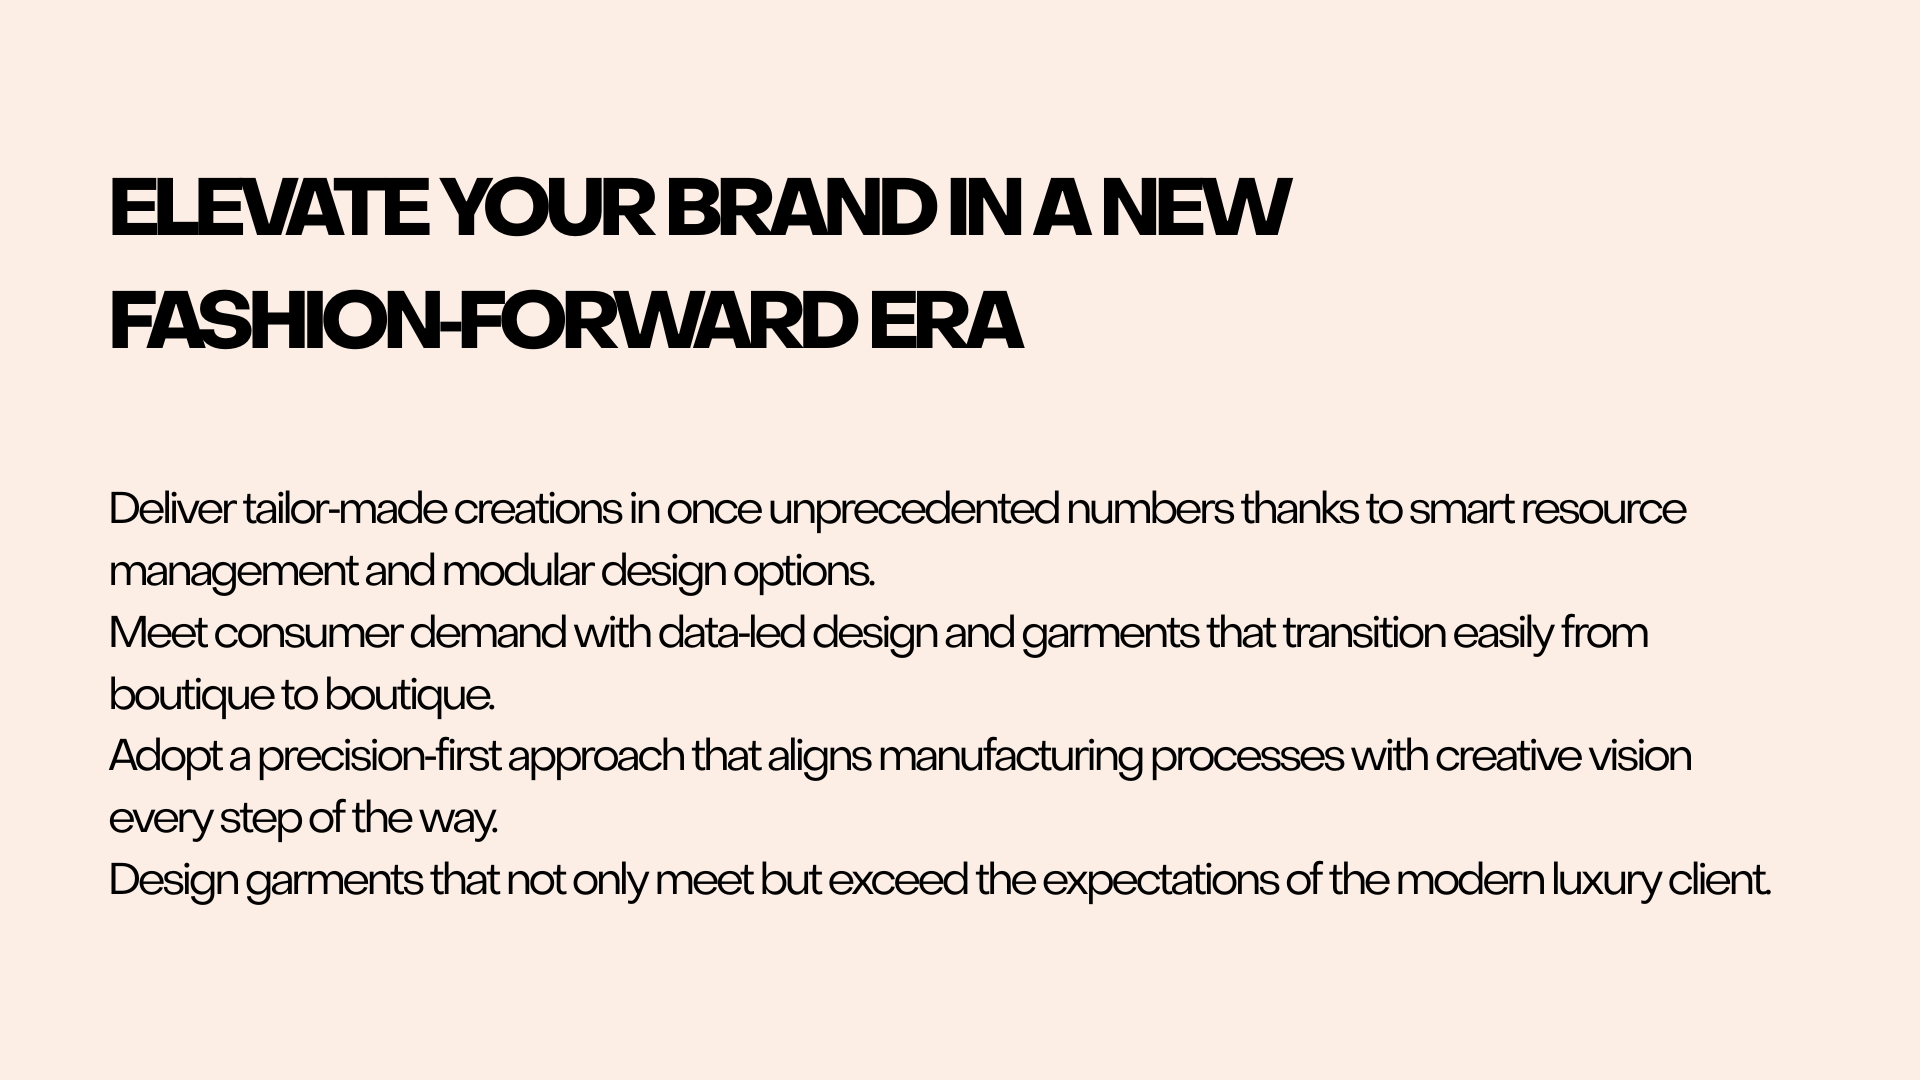 ELEVATE YOUR BRAND IN A NEW
FASHION-FORWARD ERA
Deliver tailor-made creations in once unprecedented numbers thanks to smart resource
management and modular design options.
Meet consumer demand with data-led design and garments that transition easily from
boutique to boutique.
Adopt a precision-first approach that aligns manufacturing processes with creative vision
every step of the way.
Design garments that not only meet but exceed the expectations of the modern luxury client.